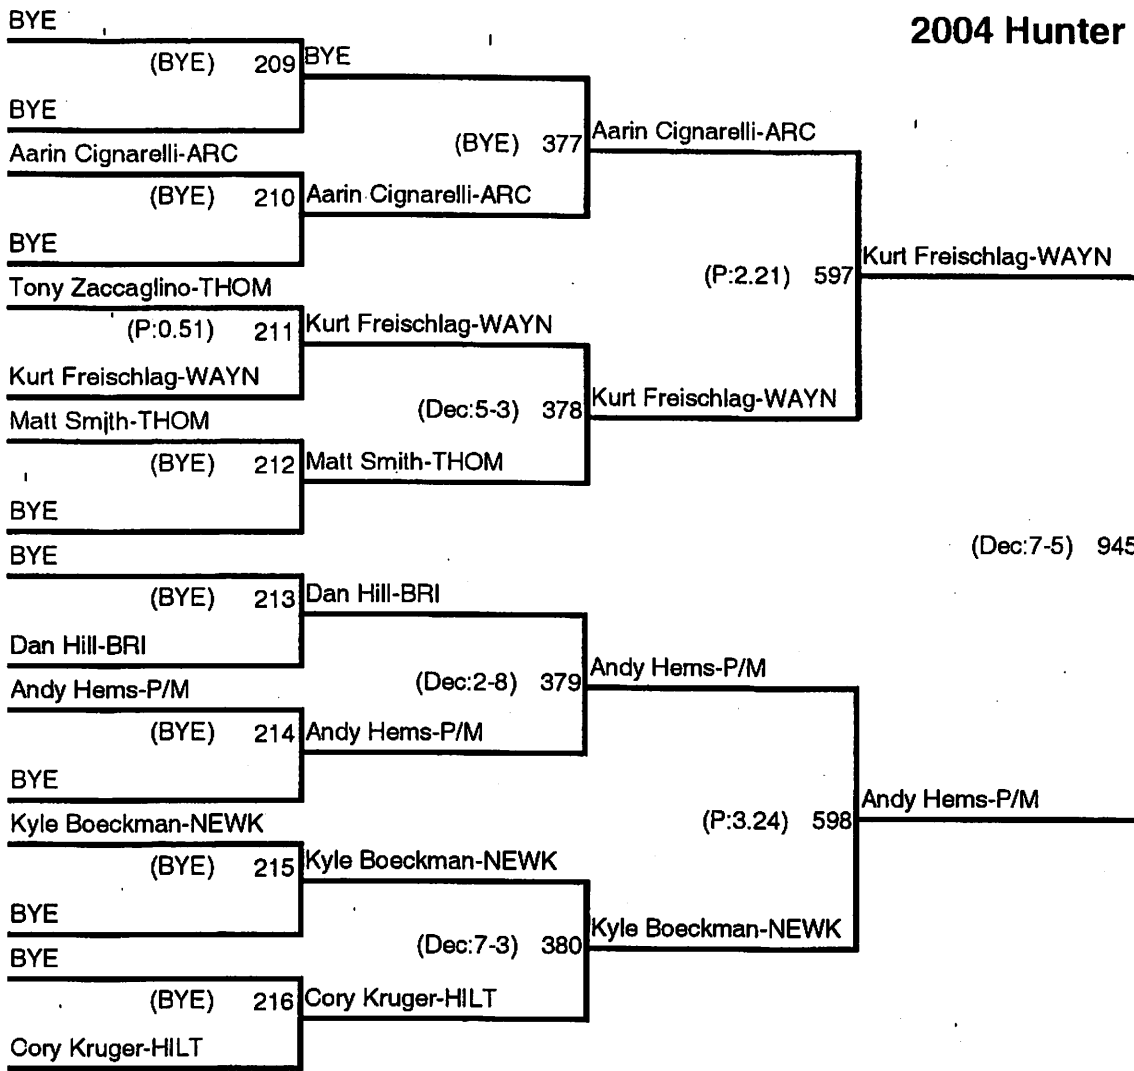 2004 Hunter
BYE
(BYE) 209
BYE
BYE
(BYE) 377
Aarin Cignarelli-ARC
Aarin Cignarelli-ARC
(BYE) 210
Aarin Cignarelli-ARC
BYE
(P:2.21) 597
Kurt Freischlag-WAYN
Tony Zaccaglino-THOM
(P:0.51) 211
Kurt Freischlag-WAYN
Kurt Freischlag-WAYN
(Dec:5-3) 378
Kurt Freischlag-WAYN
Matt Smith-THOM
(BYE) 212
Matt Smith-THOM
BYE
(Dec:7-5) 945
BYE
(BYE) 213
Dan Hill-BRI
Dan Hill-BRI
(Dec:2-8) 379
Andy Hems-P/M
Andy Hems-P/M
(BYE) 214
Andy Hems-P/M
BYE
(P:3.24) 598
Andy Hems-P/M
Kyle Boeckman-NEWK
(BYE) 215
Kyle Boeckman-NEWK
BYE
(Dec:7-3) 380
Kyle Boeckman-NEWK
BYE
(BYE) 216
Cory Kruger-HILT
Cory Kruger-HILT